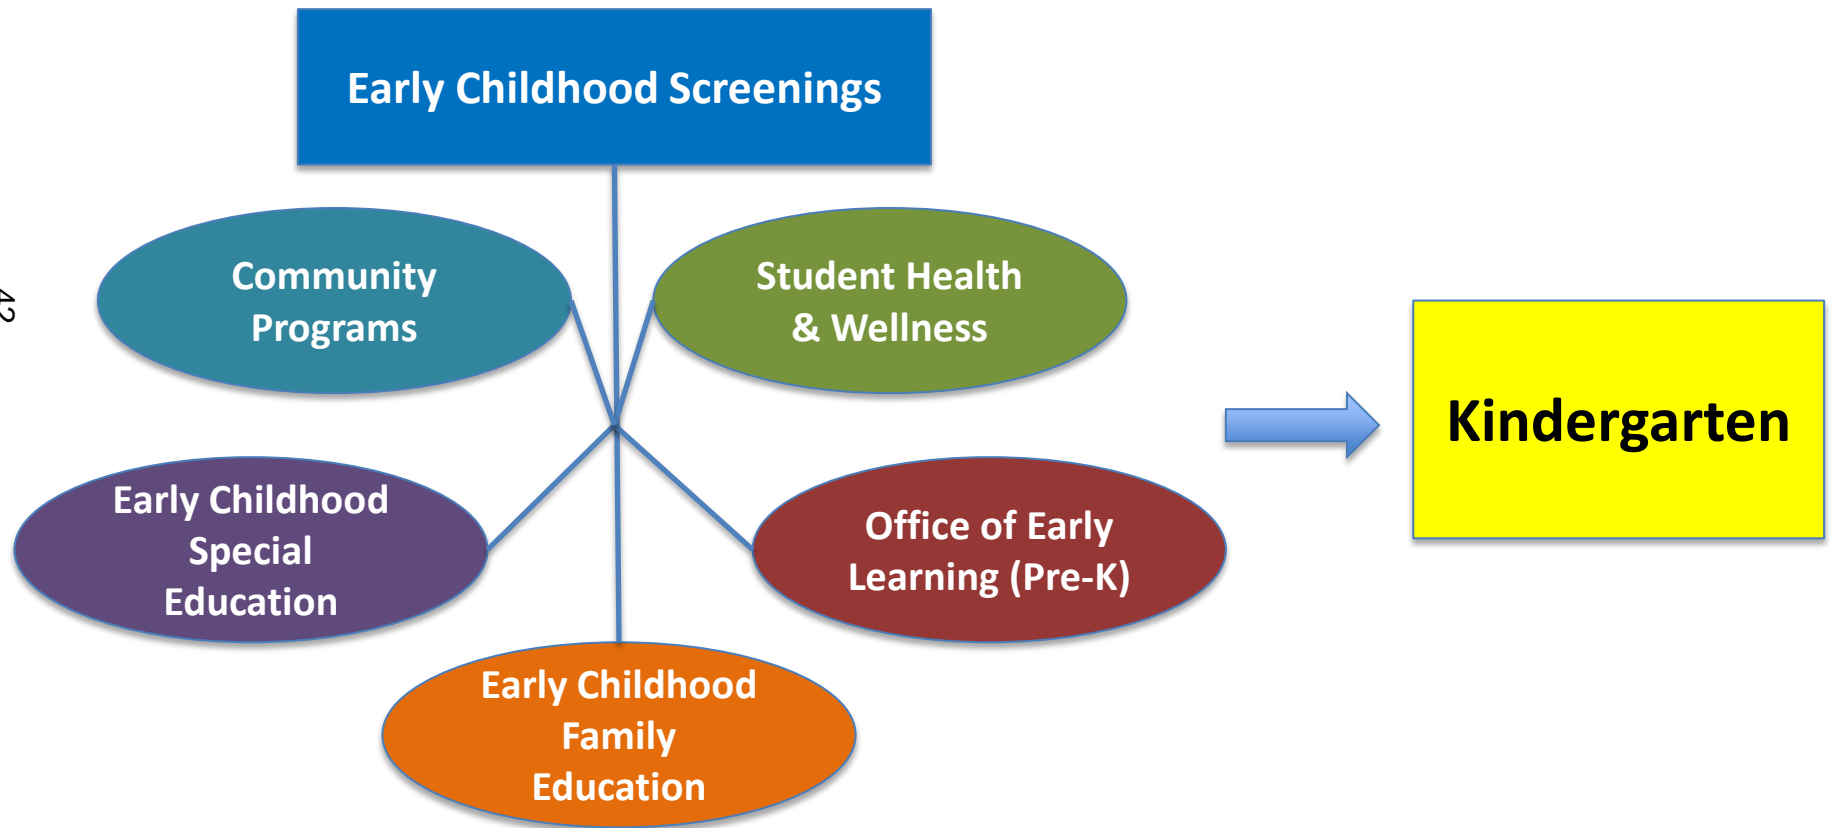 Early Childhood Screenings
Community
Programs
Student Health
& Wellness
42
Kindergarten
Early Childhood
Special
Education
Office of Early
Learning (Pre-K)
Early Childhood
Family
Education